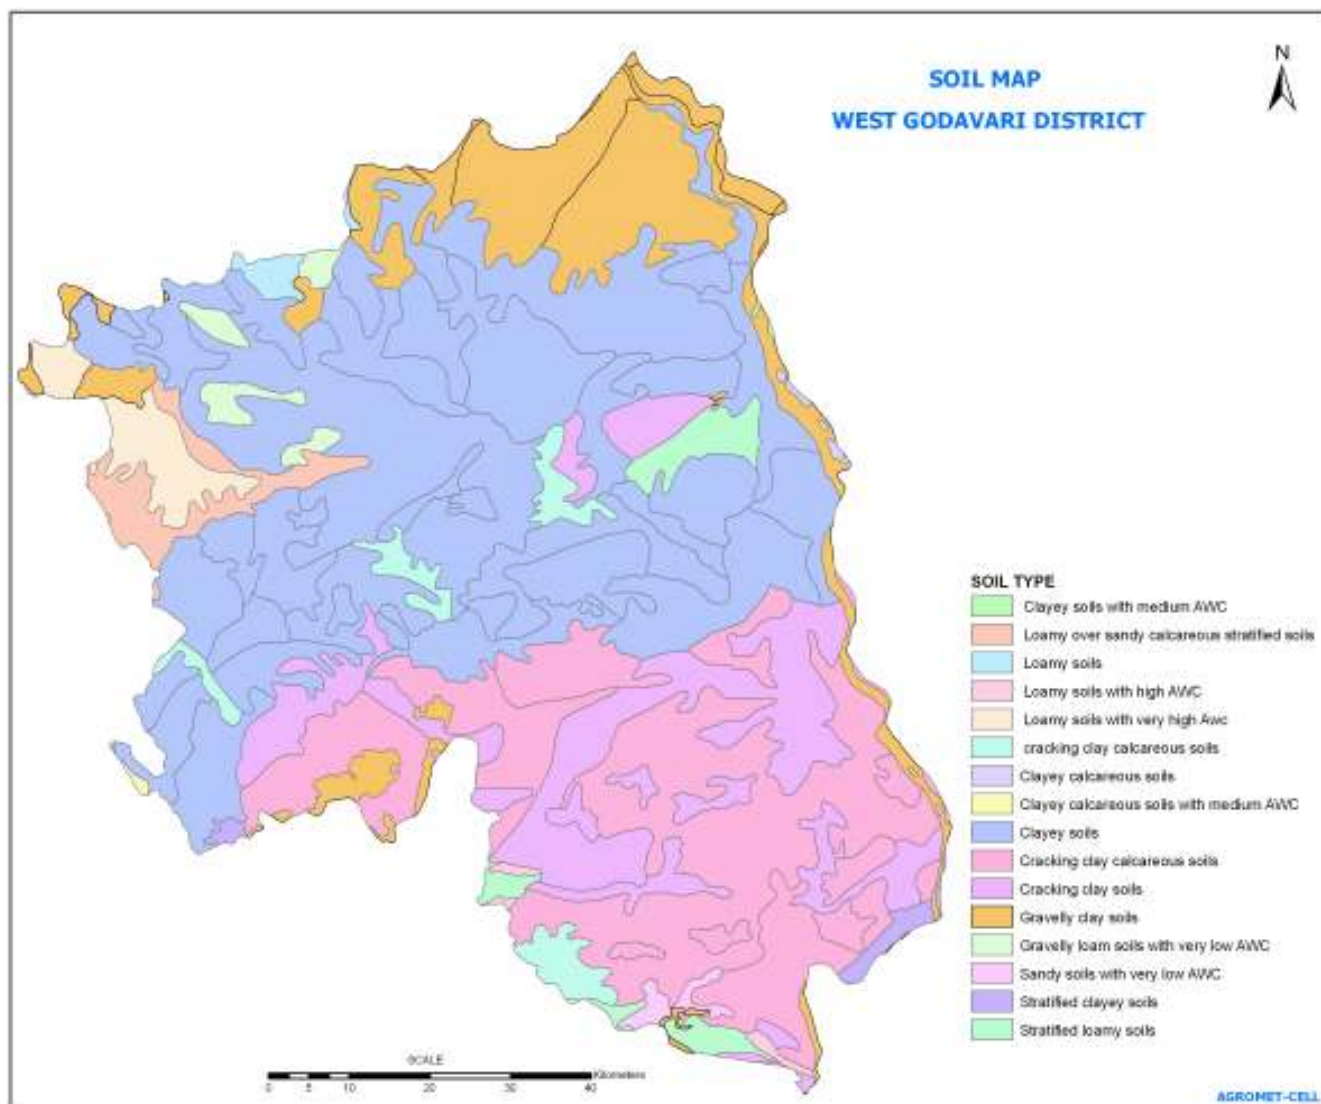 N
SOIL MAP
WEST GODAVARI DISTRICT
SOIL TYPE
Clayey soils with medium AWC
Loamy over sandy calcareous stratified soils
Loamy soils
Loamy soils with high AWC
Loamy soils with very high Awc
cracking clay calcareous soils
Clayey calcareous soils
Clayey calcareous soils with medium AWC
Clayey soils
Cracking clay calcareous soils
Cracking clay soils
Gravelly clay soils
Gravelly loam soils with very low AWC
Sandy soils with very low AWC
Stratified clayey soils
Stratified loamy soils
SCALE
Kilometers
0 5 10 20 30 40
AGROMET-CELL